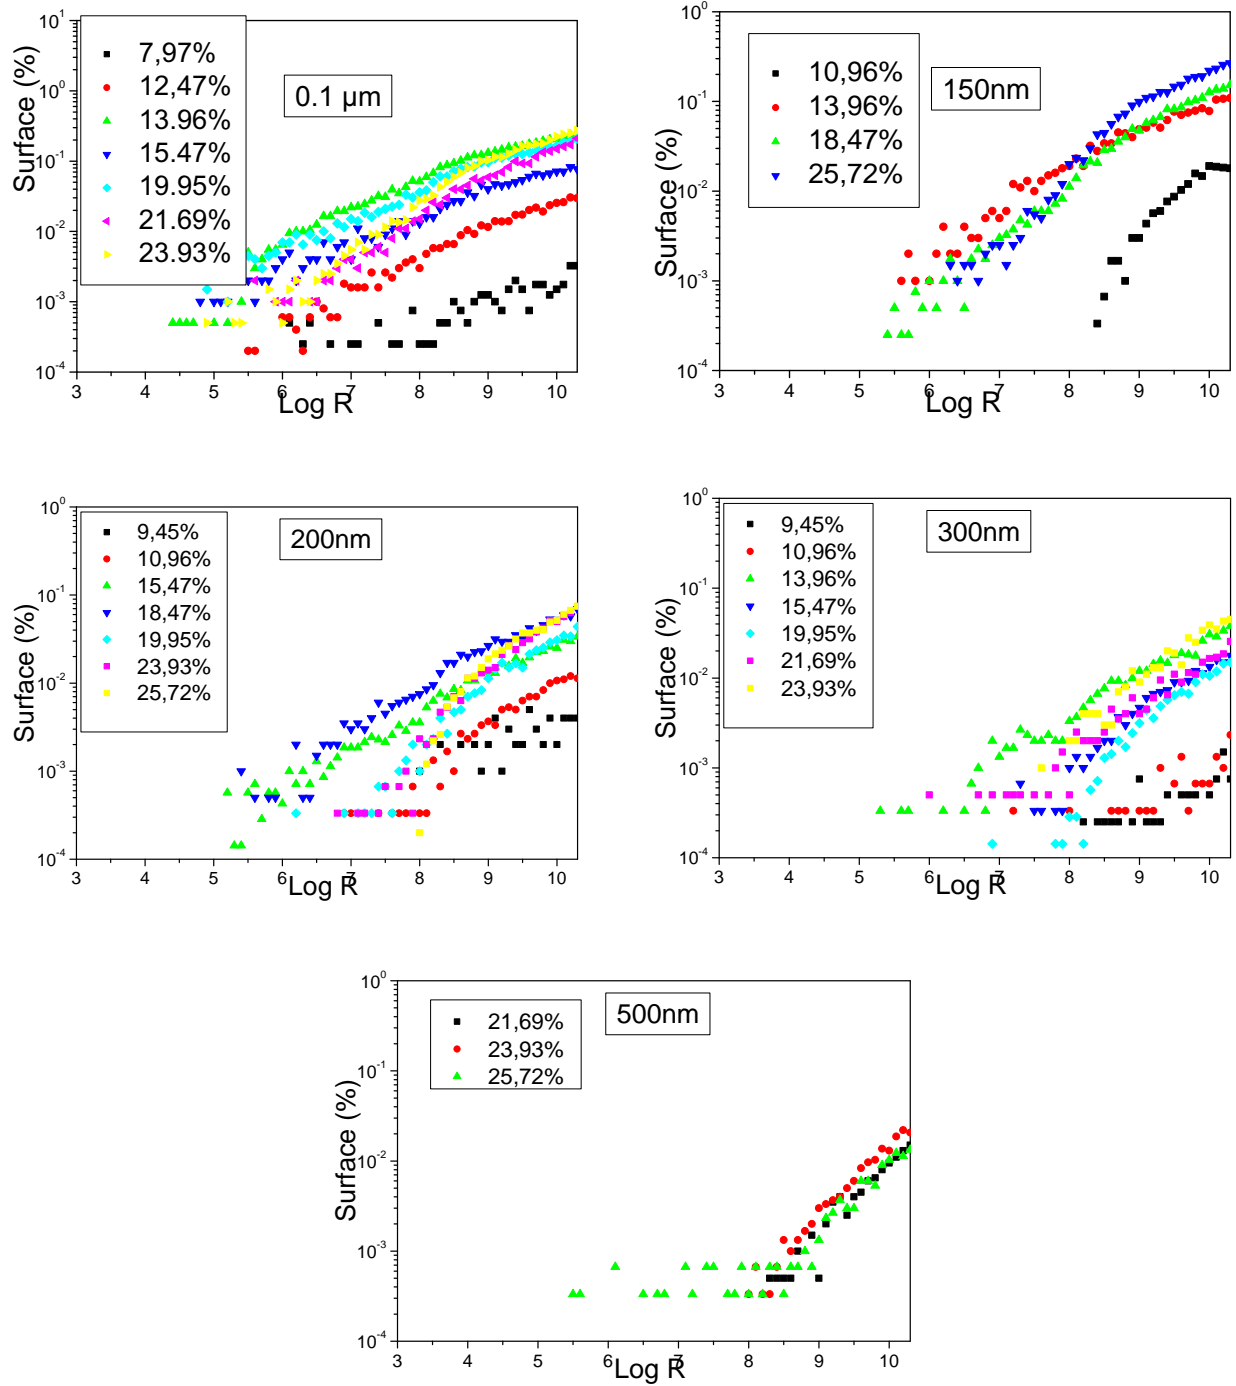 10^1
10^0
10^-1
10^-2
10^-3
10^-4
Surface (%)
7,97%
12,47%
13.96%
15.47%
19.95%
21.69%
23.93%
0.1 µm
3 4 5 6 7 8 9 10
Log R
10^0
10^-1
10^-2
10^-3
10^-4
Surface (%)
10,96%
13,96%
18,47%
25,72%
150nm
3 4 5 6 7 8 9 10
Log R
10^0
10^-1
10^-2
10^-3
10^-4
Surface (%)
9,45%
10,96%
15,47%
18,47%
19,95%
23,93%
25,72%
200nm
3 4 5 6 7 8 9 10
Log R
10^0
10^-1
10^-2
10^-3
10^-4
Surface (%)
9,45%
10,96%
13,96%
15,47%
19,95%
21,69%
23,93%
300nm
3 4 5 6 7 8 9 10
Log R
10^0
10^-1
10^-2
10^-3
10^-4
Surface (%)
21,69%
23,93%
25,72%
500nm
3 4 5 6 7 8 9 10
Log R